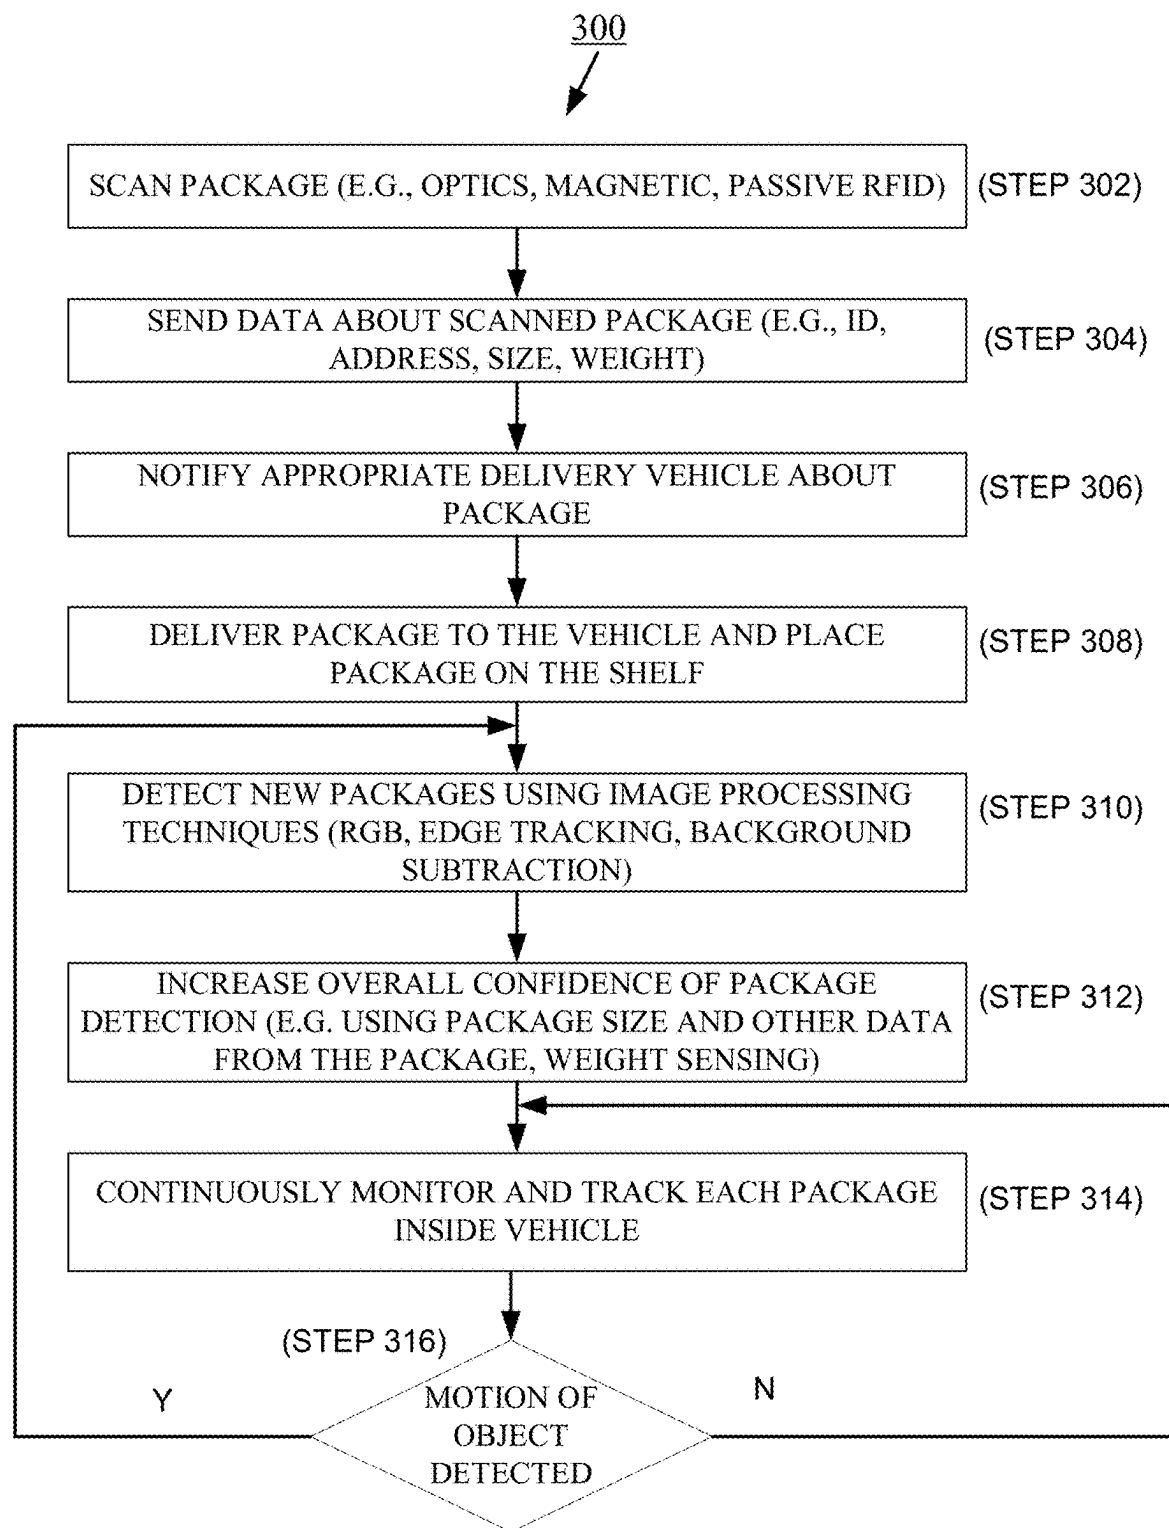 300
SCAN PACKAGE (E.G., OPTICS, MAGNETIC, PASSIVE RFID)
(STEP 302)
SEND DATA ABOUT SCANNED PACKAGE (E.G., ID,
ADDRESS, SIZE, WEIGHT)
(STEP 304)
NOTIFY APPROPRIATE DELIVERY VEHICLE ABOUT
PACKAGE
(STEP 306)
DELIVER PACKAGE TO THE VEHICLE AND PLACE
PACKAGE ON THE SHELF
(STEP 308)
DETECT NEW PACKAGES USING IMAGE PROCESSING
TECHNIQUES (RGB, EDGE TRACKING, BACKGROUND
SUBTRACTION)
(STEP 310)
INCREASE OVERALL CONFIDENCE OF PACKAGE
DETECTION (E.G. USING PACKAGE SIZE AND OTHER DATA
FROM THE PACKAGE, WEIGHT SENSING)
(STEP 312)
CONTINUOUSLY MONITOR AND TRACK EACH PACKAGE
INSIDE VEHICLE
(STEP 314)
(STEP 316)
Y
MOTION OF
OBJECT
DETECTED
N